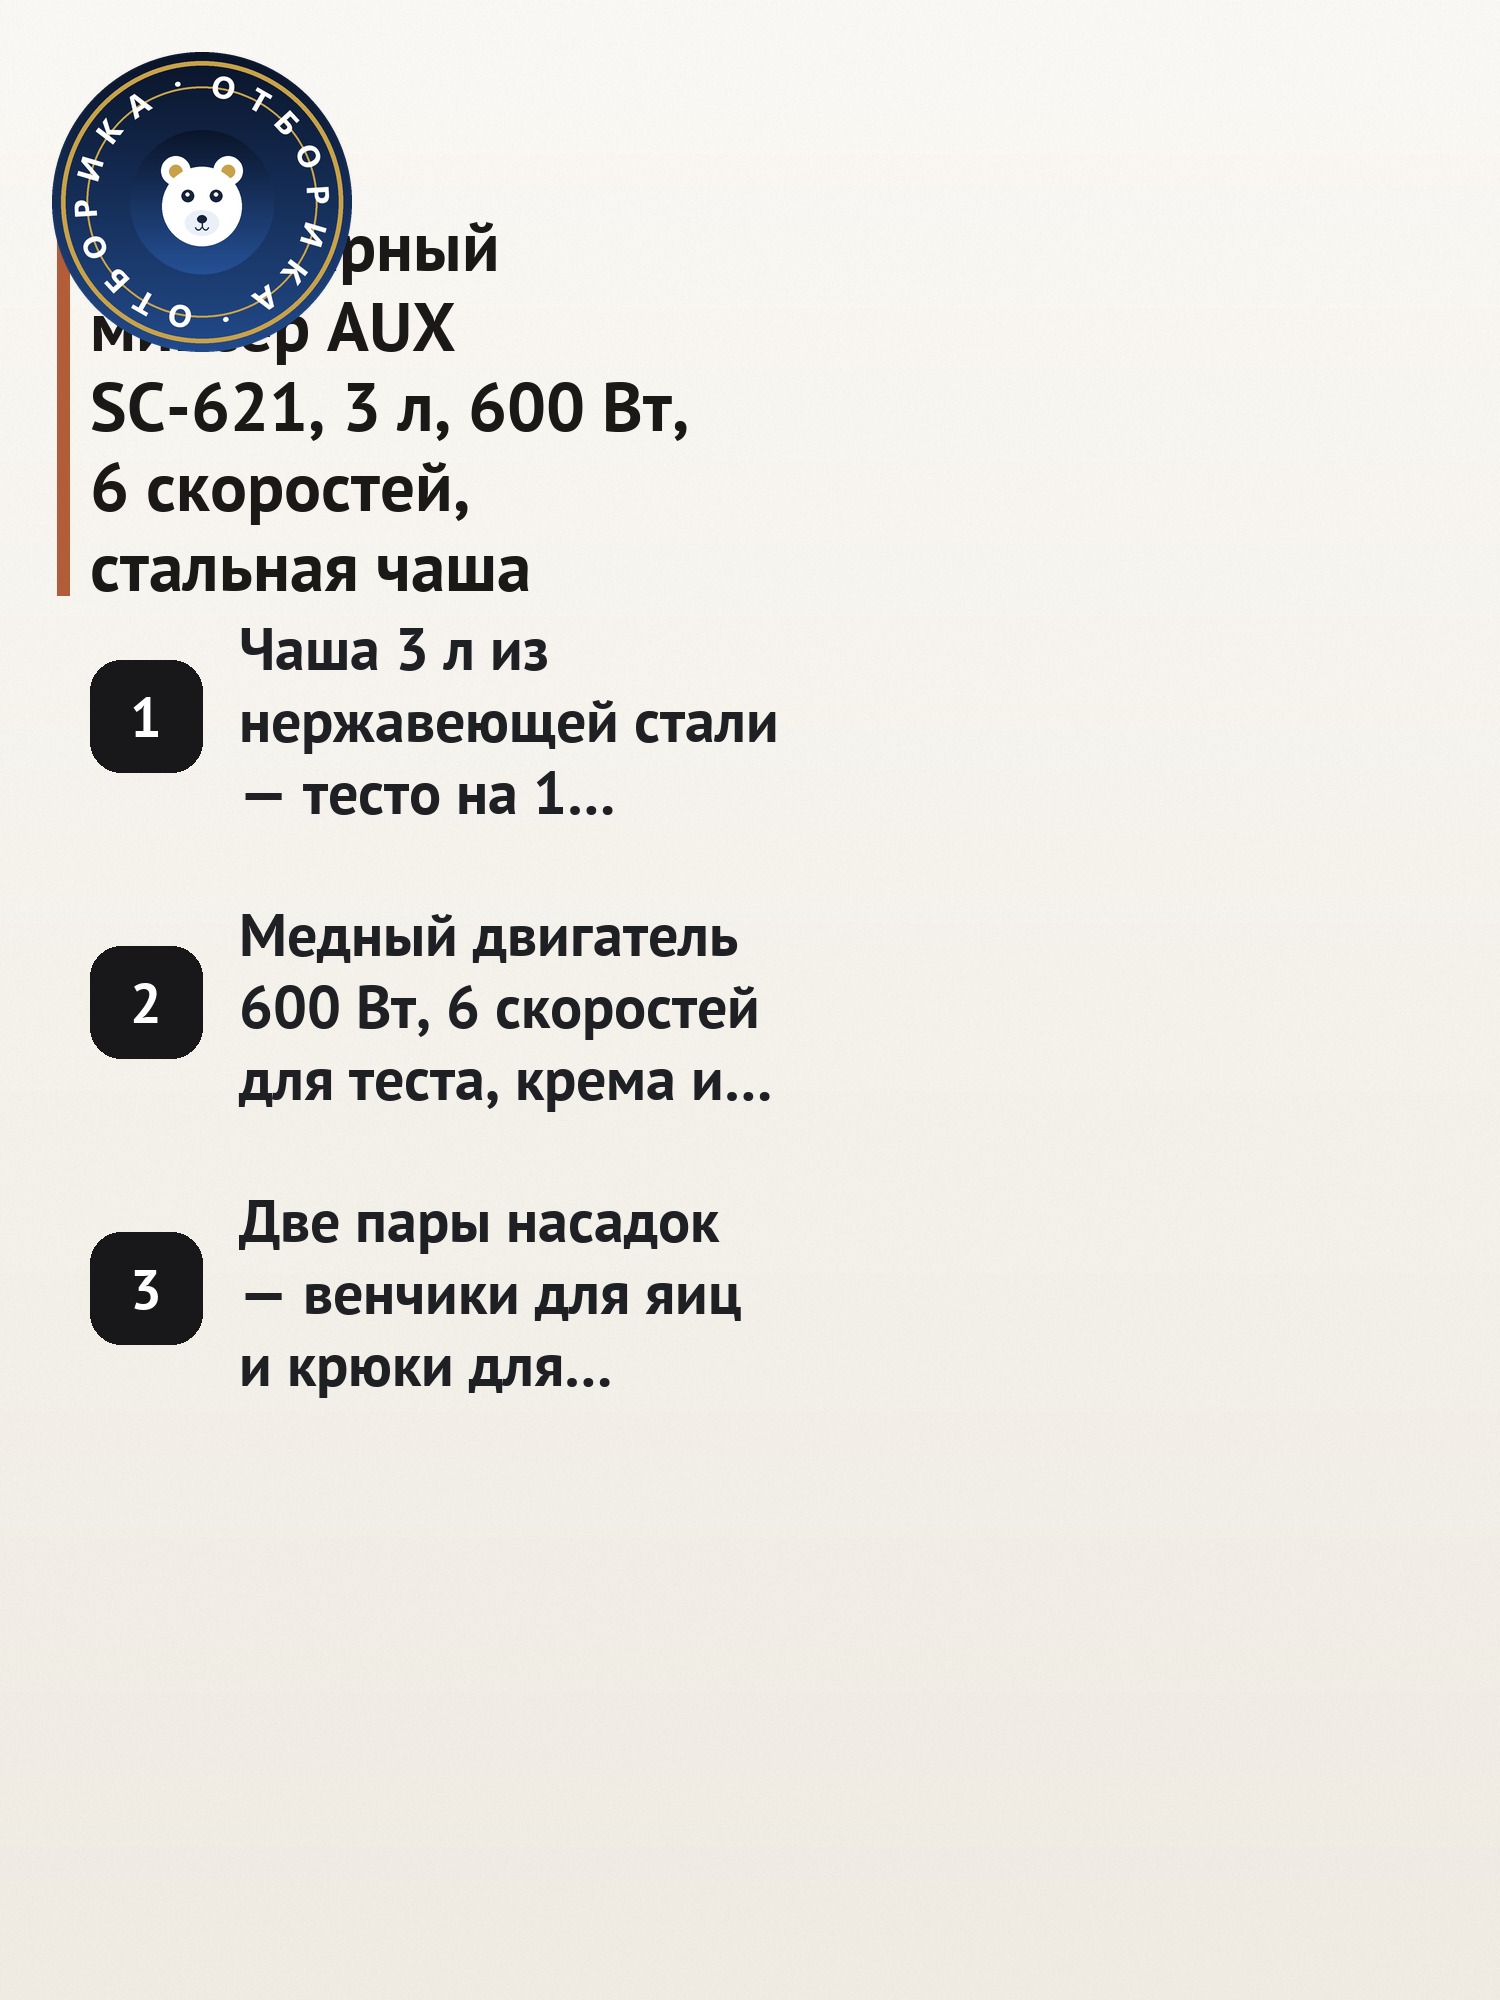 ОТБОРИКА · ОТБОРИКА ·
рный
AUX
SC-621, 3 л, 600 Вт,
6 скоростей,
стальная чаша
1
Чаша 3 л из
нержавеющей стали
— тесто на 1...
2
Медный двигатель
600 Вт, 6 скоростей
для теста, крема и...
3
Две пары насадок
— венчики для яиц
и крюки для...